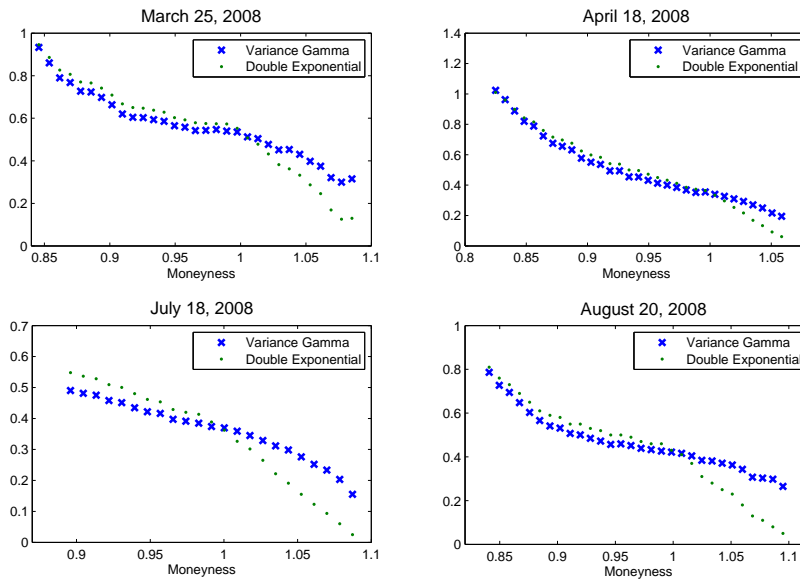 March 25, 2008
1
0.8
0.6
0.4
0.2
0
Variance Gamma
Double Exponential
0.85 0.9 0.95 1 1.05 1.1
Moneyness
April 18, 2008
1.4
1.2
1
0.8
0.6
0.4
0.2
0
Variance Gamma
Double Exponential
0.8 0.85 0.9 0.95 1 1.05
Moneyness
July 18, 2008
0.7
0.6
0.5
0.4
0.3
0.2
0.1
0
Variance Gamma
Double Exponential
0.9 0.95 1 1.05 1.1
Moneyness
August 20, 2008
1
0.8
0.6
0.4
0.2
0
Variance Gamma
Double Exponential
0.85 0.9 0.95 1 1.05 1.1
Moneyness